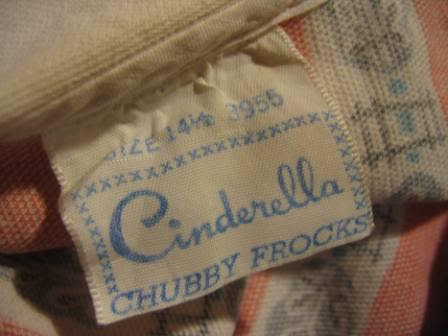 SIZE 14½ 3955
Cinderella
CHUBBY FROCKS